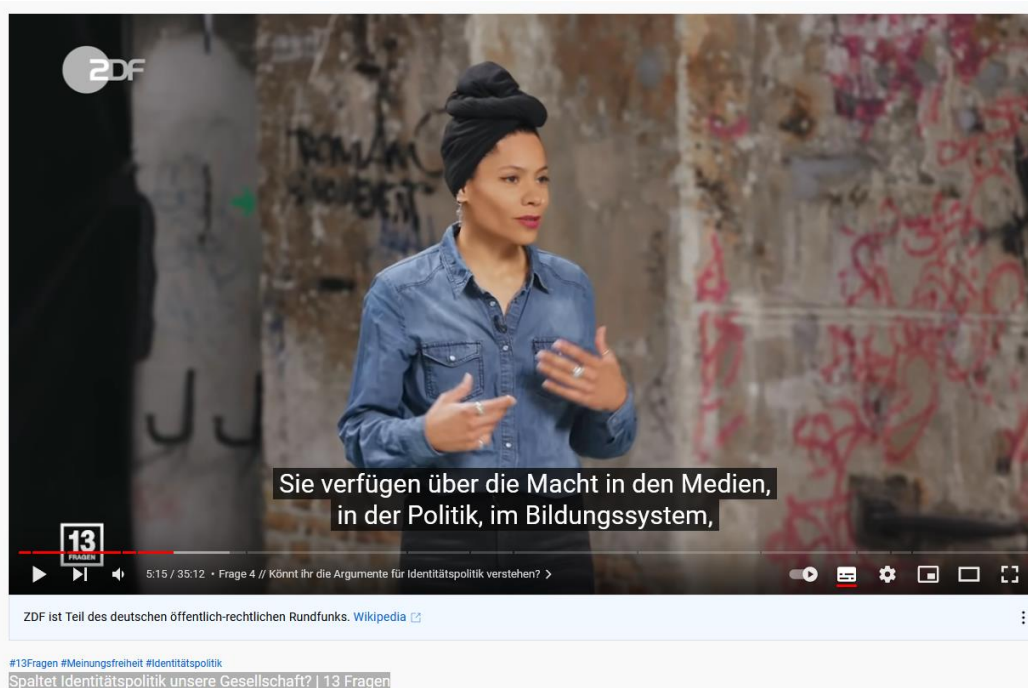 ZDF
Sie verfügen über die Macht in den Medien,
in der Politik, im Bildungssystem,
13
FRAGEN
5:15 / 35:12 • Frage 4 // Könnt ihr die Argumente für Identitätspolitik verstehen? >
ZDF ist Teil des deutschen öffentlich-rechtlichen Rundfunks. Wikipedia
#13Fragen #Meinungsfreiheit #Identitätspolitik
Spaltet Identitätspolitik unsere Gesellschaft? | 13 Fragen